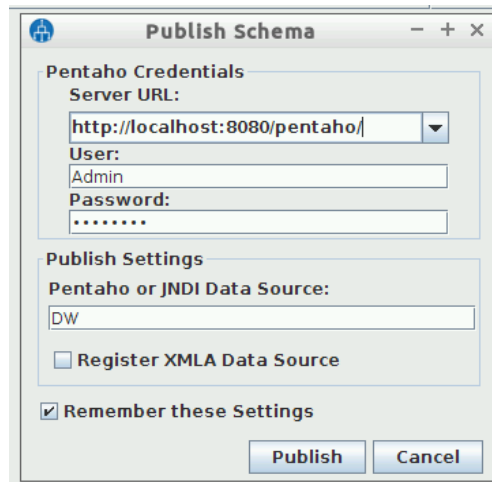 Publish Schema
Pentaho Credentials
Server URL:
http://localhost:8080/pentaho/
User:
Admin
Password:
••••••••
Publish Settings
Pentaho or JNDI Data Source:
DW
Register XMLA Data Source
Remember these Settings
Publish Cancel